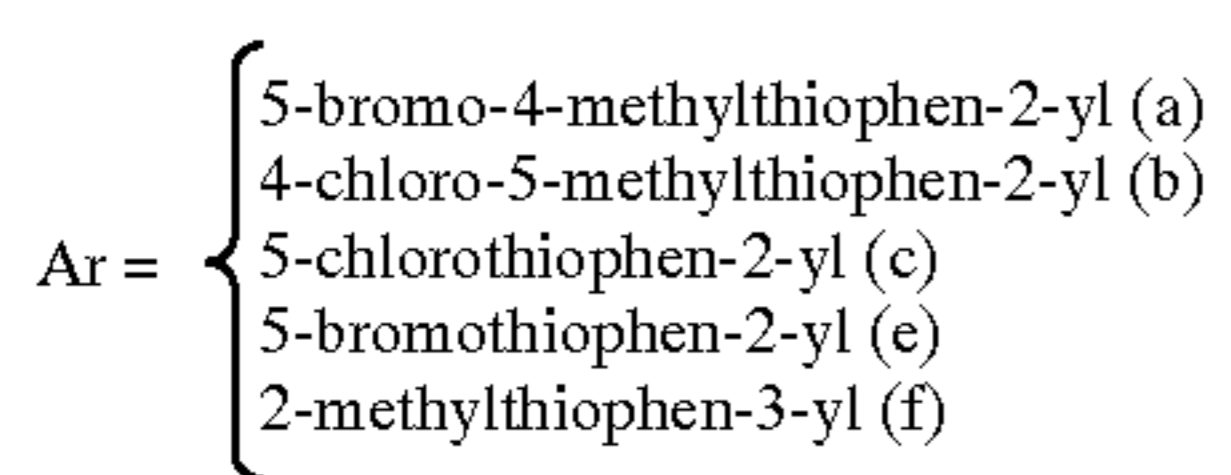 5-bromo-4-methylthiophen-2-yl (a)
4-chloro-5-methylthiophen-2-yl (b)
Ar =
5-chlorothiophen-2-yl (c)
5-bromothiophen-2-yl (e)
2-methylthiophen-3-yl (f)